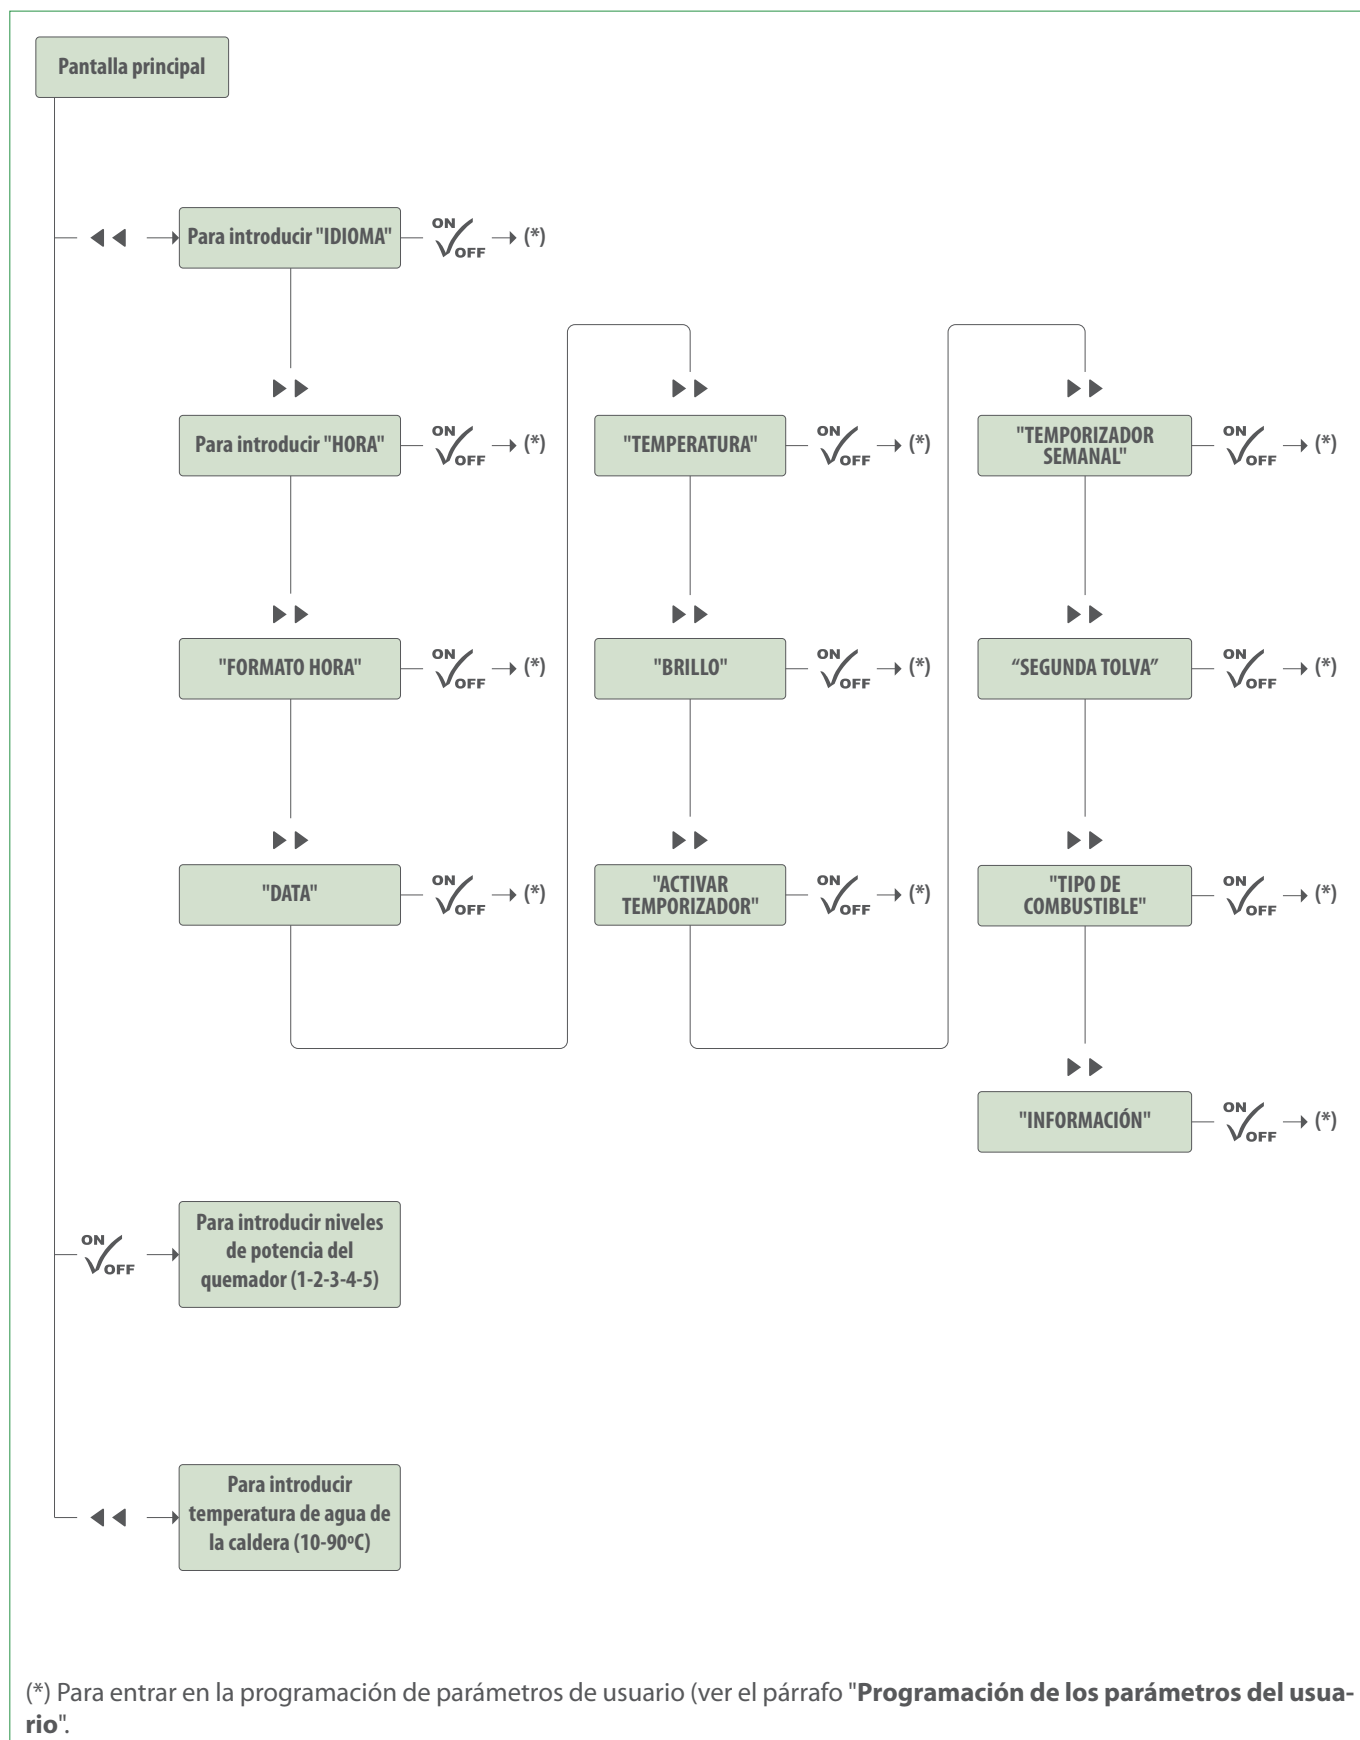 Pantalla principal
Para introducir "IDIOMA"
ON
OFF
(*)
Para introducir "HORA"
ON
OFF
(*)
"FORMATO HORA"
ON
OFF
(*)
"DATA"
ON
OFF
(*)
"TEMPERATURA"
ON
OFF
(*)
"BRILLO"
ON
OFF
(*)
"ACTIVAR
TEMPORIZADOR"
ON
OFF
(*)
"TEMPORIZADOR
SEMANAL"
ON
OFF
(*)
“SEGUNDA TOLVA”
ON
OFF
(*)
"TIPO DE
COMBUSTIBLE"
ON
OFF
(*)
"INFORMACIÓN"
ON
OFF
(*)
ON
OFF
Para introducir niveles
de potencia del
quemador (1-2-3-4-5)
Para introducir
temperatura de agua de
la caldera (10-90ºC)
(*) Para entrar en la programación de parámetros de usuario (ver el párrafo "Programación de los parámetros del usua-
rio".